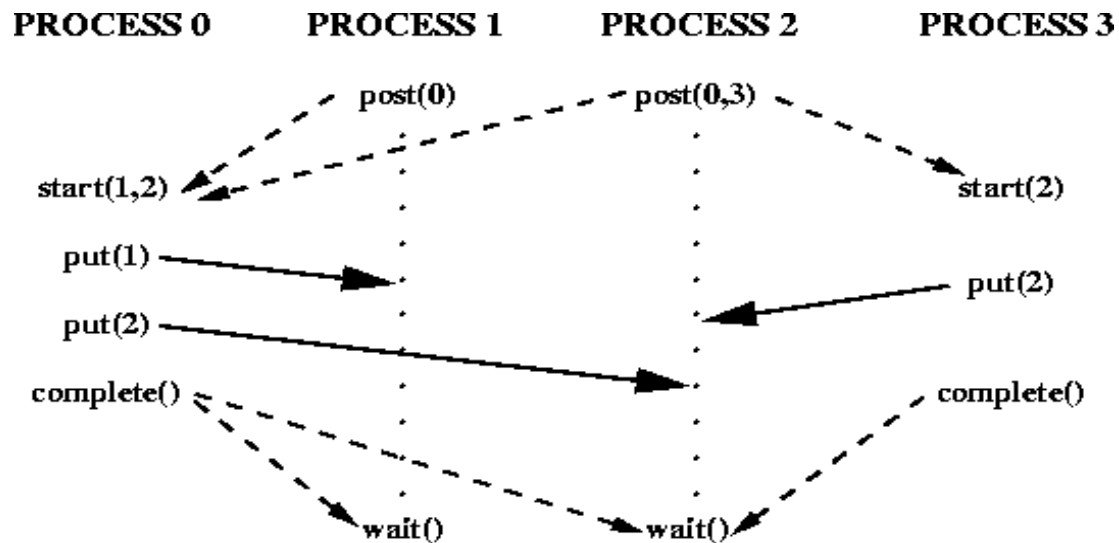 PROCESS 0 PROCESS 1 PROCESS 2 PROCESS 3
post(0) post(0,3)
start(1,2) start(2)
put(1)
put(2)
put(2)
complete() complete()
wait() wait()